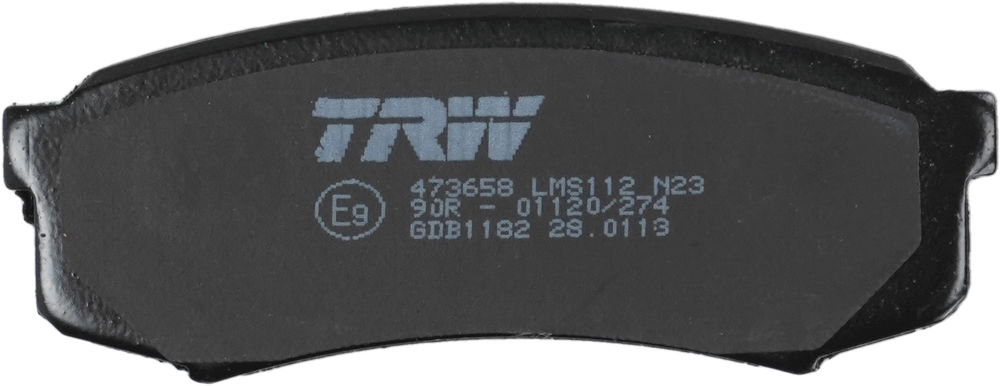 TRW
473658 LMS112 N23
E9 90R - 01120/274
GDB1182 28.0113